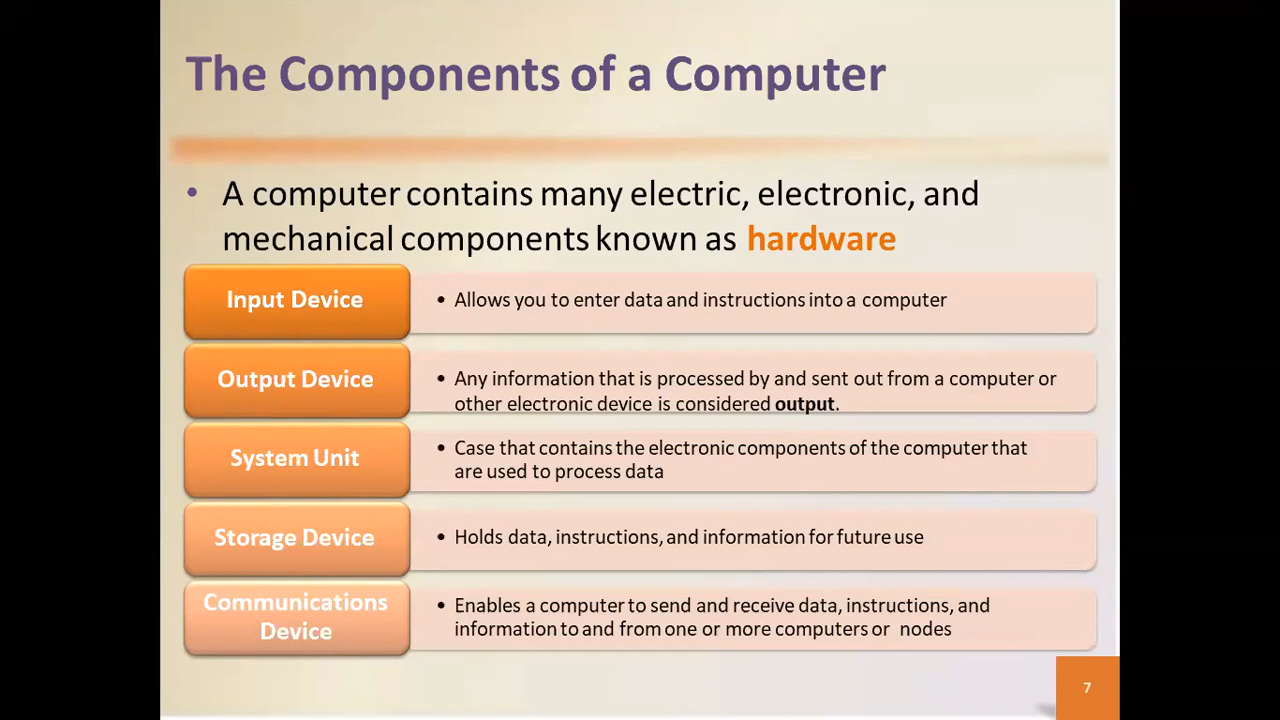 The Components of a Computer
• A computer contains many electric, electronic, and
mechanical components known as hardware
Input Device
• Allows you to enter data and instructions into a computer
Output Device
• Any information that is processed by and sent out from a computer or
other electronic device is considered output.
System Unit
• Case that contains the electronic components of the computer that
are used to process data
Storage Device
• Holds data, instructions, and information for future use
Communications
Device
• Enables a computer to send and receive data, instructions, and
information to and from one or more computers or nodes
7